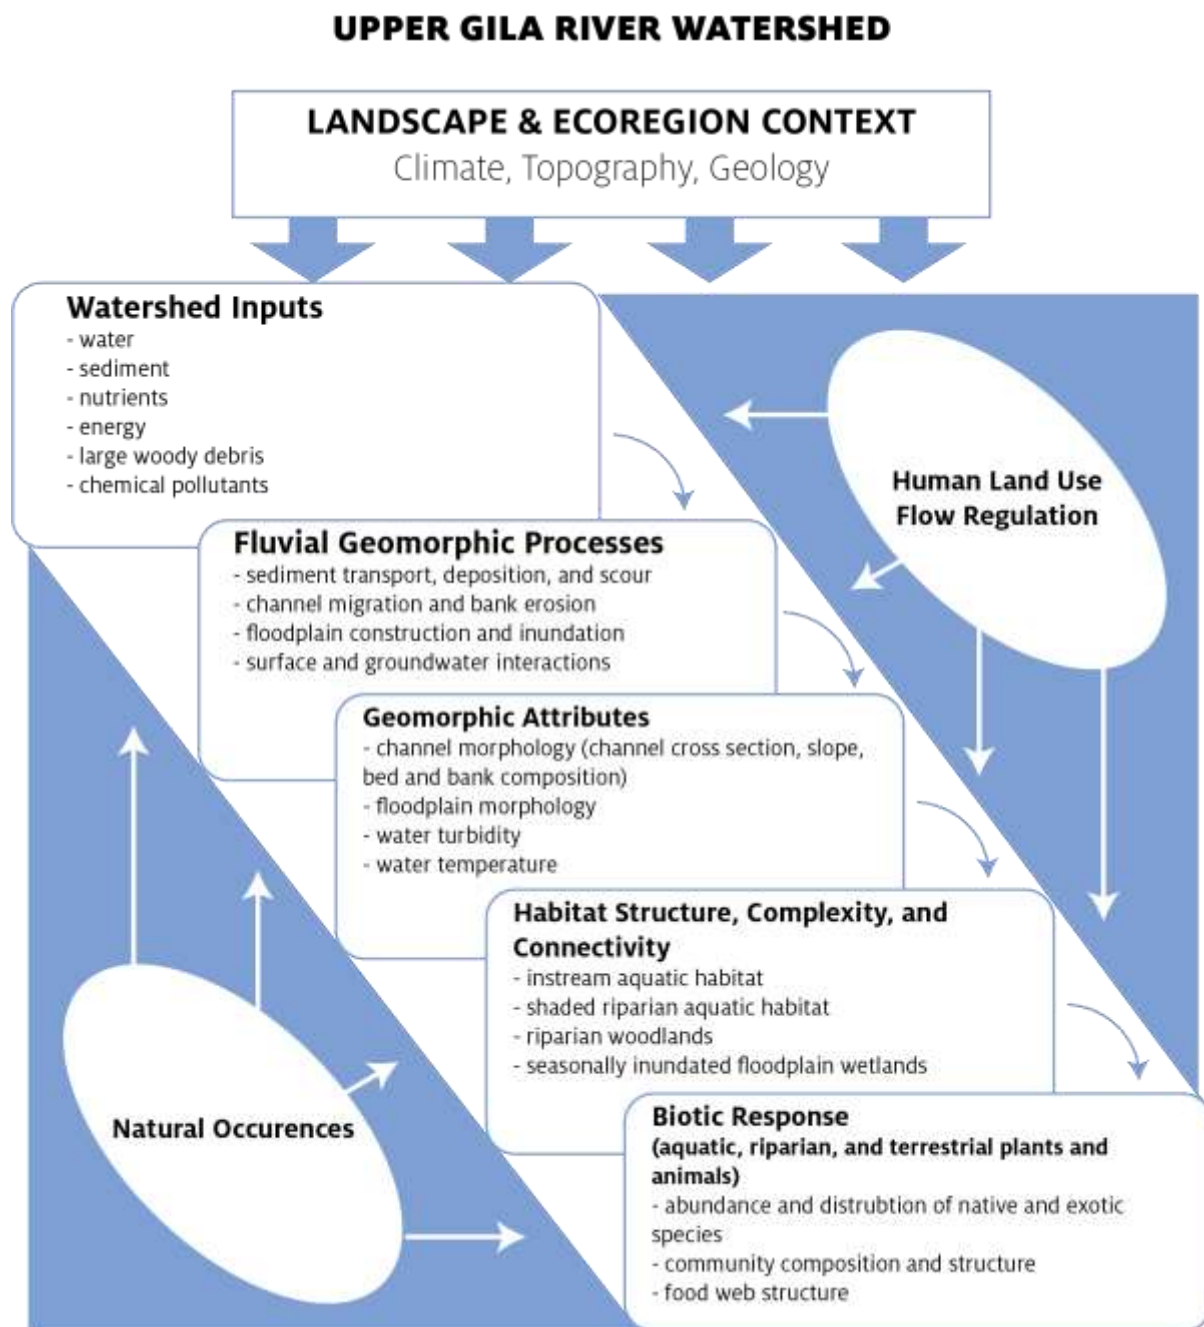 UPPER GILA RIVER WATERSHED
LANDSCAPE & ECOREGION CONTEXT
Climate, Topography, Geology
Watershed Inputs
- water
- sediment
- nutrients
- energy
- large woody debris
- chemical pollutants
Human Land Use
Flow Regulation
Fluvial Geomorphic Processes
- sediment transport, deposition, and scour
- channel migration and bank erosion
- floodplain construction and inundation
- surface and groundwater interactions
Geomorphic Attributes
- channel morphology (channel cross section, slope,
bed and bank composition)
- floodplain morphology
- water turbidity
- water temperature
Habitat Structure, Complexity, and
Connectivity
- instream aquatic habitat
- shaded riparian aquatic habitat
- riparian woodlands
- seasonally inundated floodplain wetlands
Natural Occurences
Biotic Response
(aquatic, riparian, and terrestrial plants and
animals)
- abundance and distrubtion of native and exotic
species
- community composition and structure
- food web structure